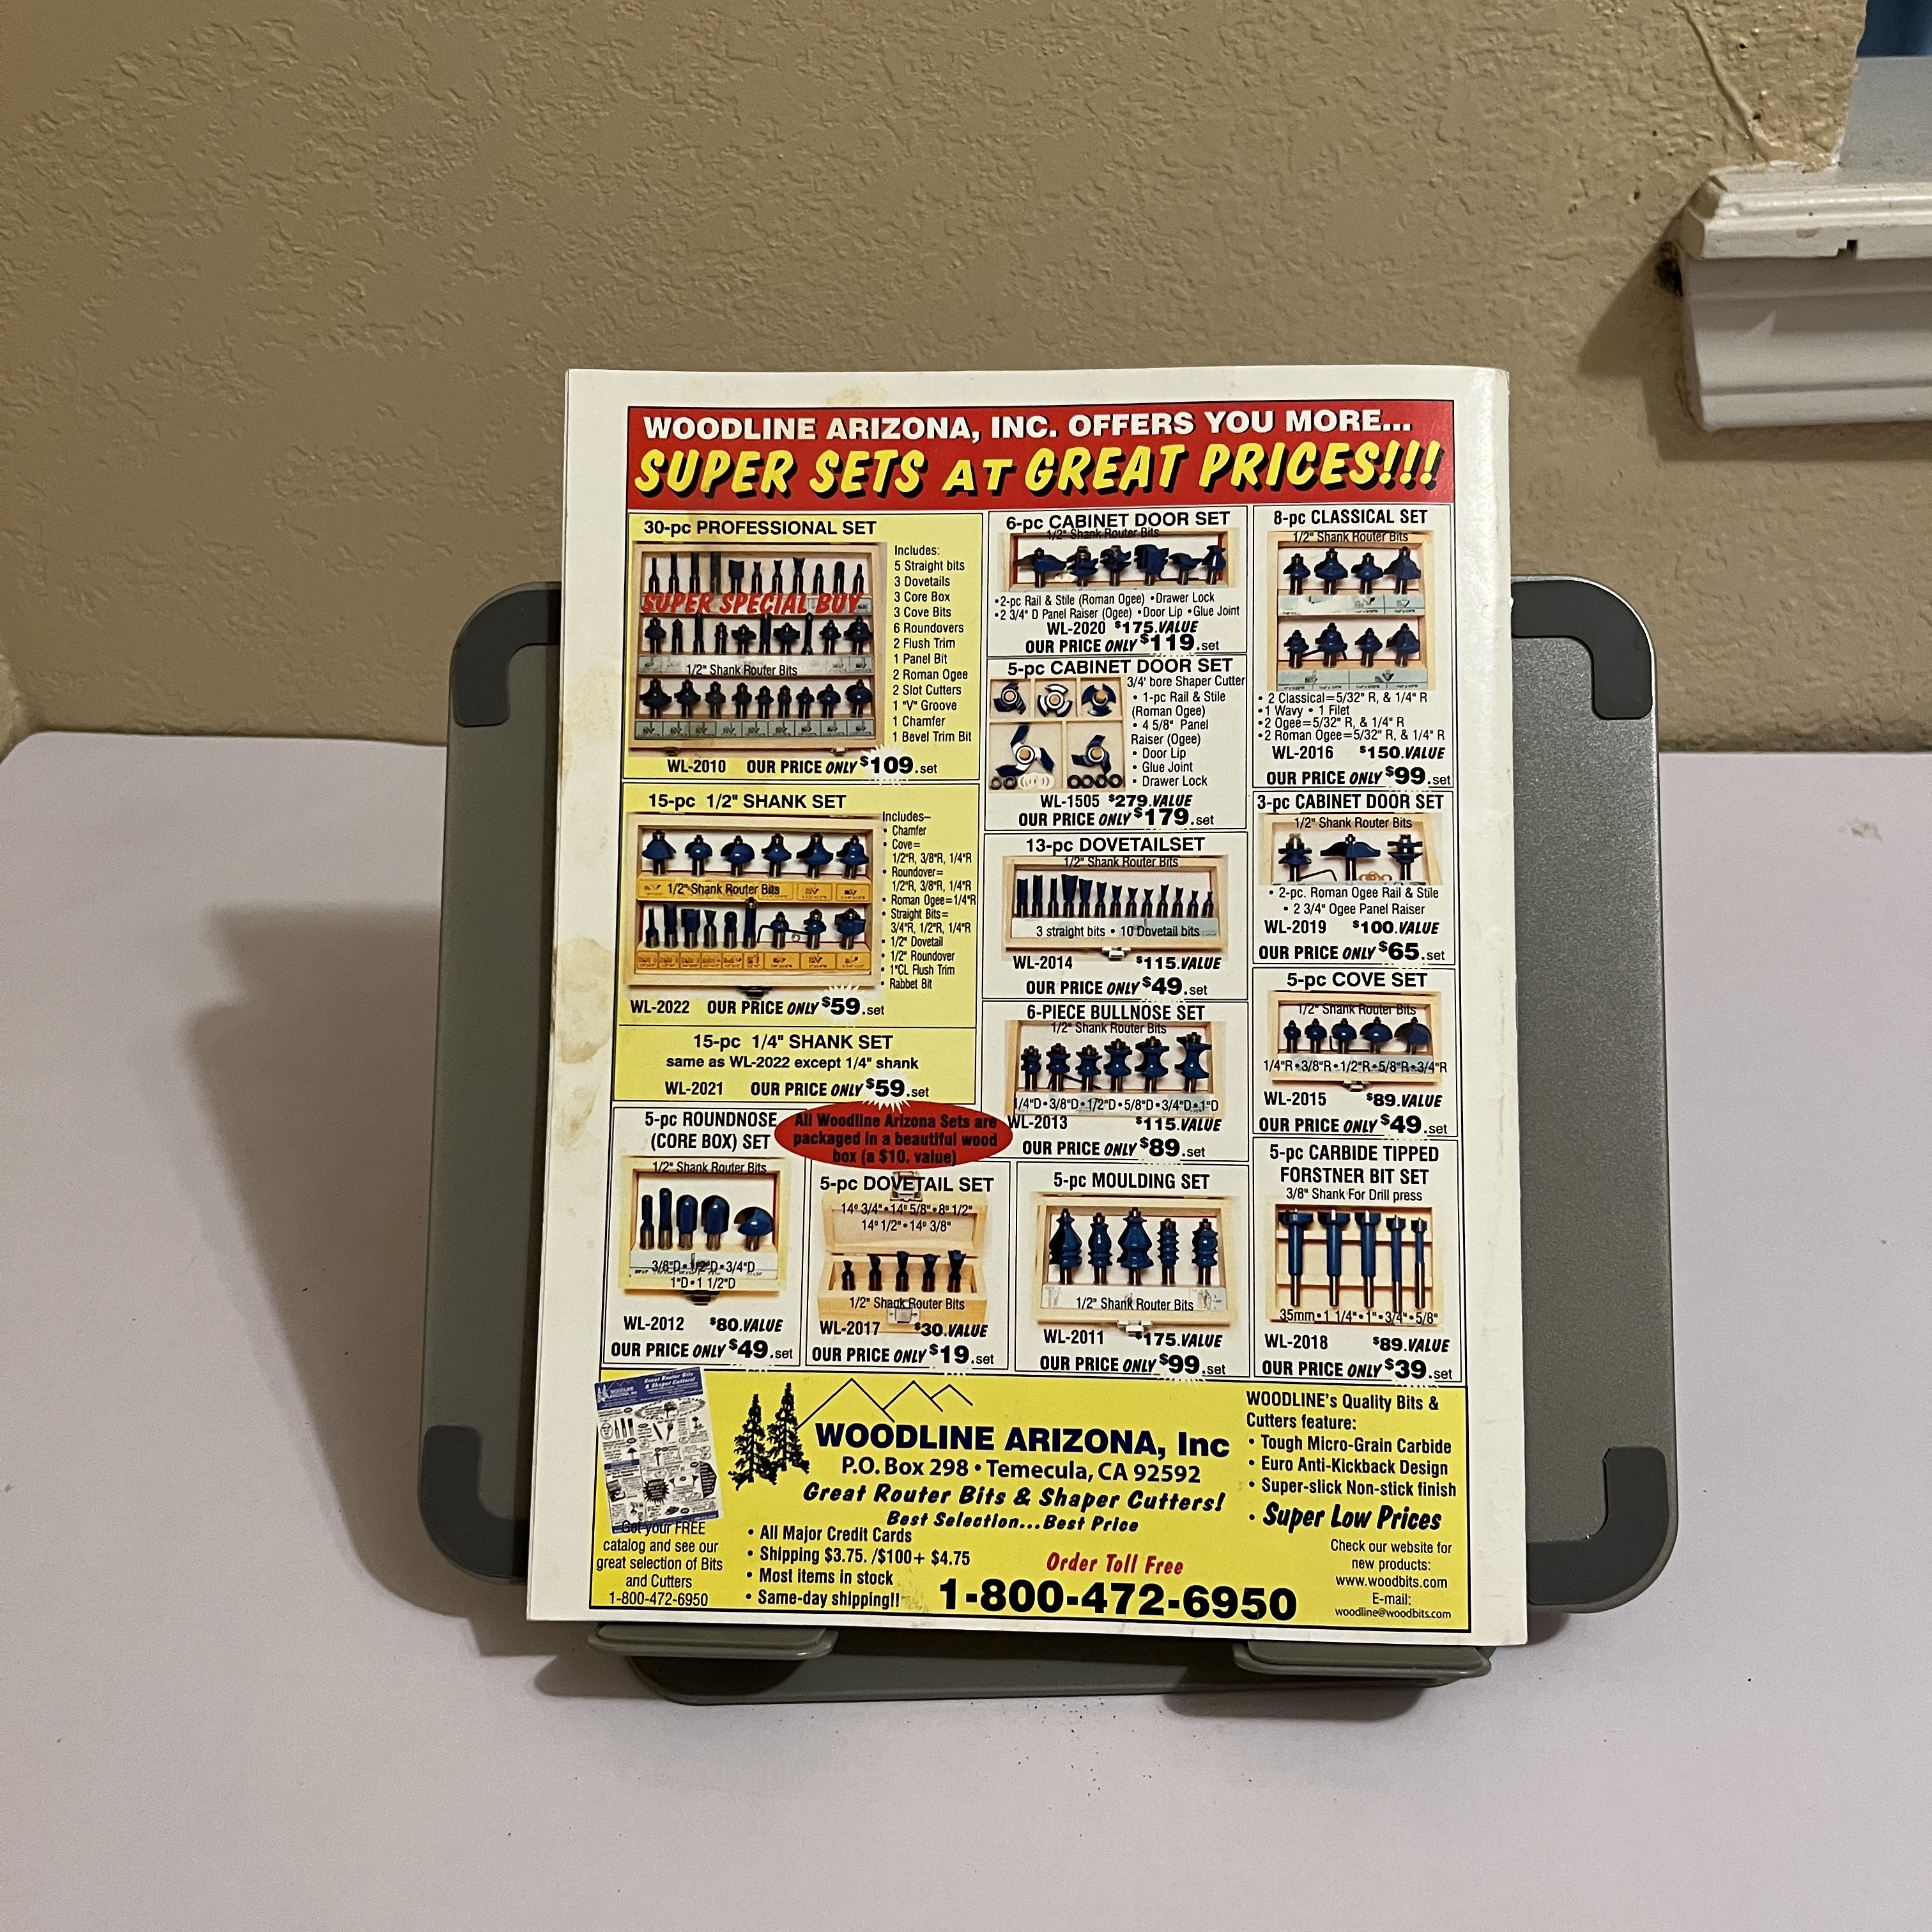 WOODLINE ARIZONA, INC. OFFERS YOU MORE...
SUPER SETS AT GREAT PRICES!!!
30-pc PROFESSIONAL SET
SUPER SPECIAL BUY
1/2" Shank Router Bits
Includes:
5 Straight bits
3 Dovetails
3 Core Box
3 Cove Bits
6 Roundovers
2 Flush Trim
1 Panel Bit
2 Roman Ogee
2 Slot Cutters
1 "V" Groove
1 Chamfer
1 Bevel Trim Bit
WL-2010 OUR PRICE ONLY $109.set
15-pc 1/2" SHANK SET
1/2" Shank Router Bits
Includes–
• Chamfer
• Cove=
1/2"R, 3/8"R, 1/4"R
• Roundover=
1/2"R, 3/8"R, 1/4"R
• Roman Ogee=1/4"R
• Straight Bits=
3/4"R, 1/2"R, 1/4"R
• 1/2" Dovetail
• 1/2" Roundover
• 1"CL Flush Trim
• Rabbet Bit
WL-2022 OUR PRICE ONLY $59.set
15-pc 1/4" SHANK SET
same as WL-2022 except 1/4" shank
WL-2021 OUR PRICE ONLY $59.set
5-pc ROUNDNOSE
(CORE BOX) SET
1/2" Shank Router Bits
3/8"D•1/2"D•3/4"D
1"D•1 1/2"D
WL-2012 $80.VALUE
OUR PRICE ONLY $49.set
All Woodline Arizona Sets are
packaged in a beautiful wood
box (a $10. value)
5-pc DOVETAIL SET
14º 3/4"•14º 5/8"•8º 1/2"
14º 1/2"•14º 3/8"
1/2" Shank Router Bits
WL-2017 $30.VALUE
OUR PRICE ONLY $19.set
6-pc CABINET DOOR SET
1/2" Shank Router Bits
•2-pc Rail & Stile (Roman Ogee) •Drawer Lock
•2 3/4" D Panel Raiser (Ogee) •Door Lip •Glue Joint
WL-2020 $175.VALUE
OUR PRICE ONLY $119.set
5-pc CABINET DOOR SET
3/4' bore Shaper Cutter
• 1-pc Rail & Stile
(Roman Ogee)
• 4 5/8" Panel
Raiser (Ogee)
• Door Lip
• Glue Joint
• Drawer Lock
WL-1505 $279.VALUE
OUR PRICE ONLY $179.set
13-pc DOVETAILSET
1/2" Shank Router Bits
3 straight bits • 10 Dovetail bits
WL-2014 $115.VALUE
OUR PRICE ONLY $49.set
6-PIECE BULLNOSE SET
1/2" Shank Router Bits
1/4"D•3/8"D•1/2"D•5/8"D•3/4"D•1"D
WL-2013 $115.VALUE
OUR PRICE ONLY $89.set
5-pc MOULDING SET
1/2" Shank Router Bits
WL-2011 $175.VALUE
OUR PRICE ONLY $99.set
8-pc CLASSICAL SET
1/2" Shank Router Bits
• 2 Classical=5/32" R, & 1/4" R
•1 Wavy • 1 Filet
•2 Ogee=5/32" R, & 1/4" R
•2 Roman Ogee=5/32" R, & 1/4" R
WL-2016 $150.VALUE
OUR PRICE ONLY $99.set
3-pc CABINET DOOR SET
1/2" Shank Router Bits
• 2-pc. Roman Ogee Rail & Stile
• 2 3/4" Ogee Panel Raiser
WL-2019 $100.VALUE
OUR PRICE ONLY $65.set
5-pc COVE SET
1/2" Shank Router Bits
1/4"R•3/8"R•1/2"R•5/8"R•3/4"R
WL-2015 $89.VALUE
OUR PRICE ONLY $49.set
5-pc CARBIDE TIPPED
FORSTNER BIT SET
3/8" Shank For Drill press
35mm•1 1/4"•1"•3/4"•5/8"
WL-2018 $89.VALUE
OUR PRICE ONLY $39.set
Great Router Bits
& Shaper Cutters!
WOODLINE
ARIZONA, INC
Get your FREE
catalog and see our
great selection of Bits
and Cutters
1-800-472-6950
WOODLINE ARIZONA, Inc
P.O. Box 298 • Temecula, CA 92592
Great Router Bits & Shaper Cutters!
Best Selection...Best Price
• All Major Credit Cards
• Shipping $3.75. /$100+ $4.75
• Most items in stock
• Same-day shipping!!
Order Toll Free
1-800-472-6950
WOODLINE's Quality Bits &
Cutters feature:
• Tough Micro-Grain Carbide
• Euro Anti-Kickback Design
• Super-slick Non-stick finish
• Super Low Prices
Check our website for
new products:
www.woodbits.com
E-mail:
woodline@woodbits.com